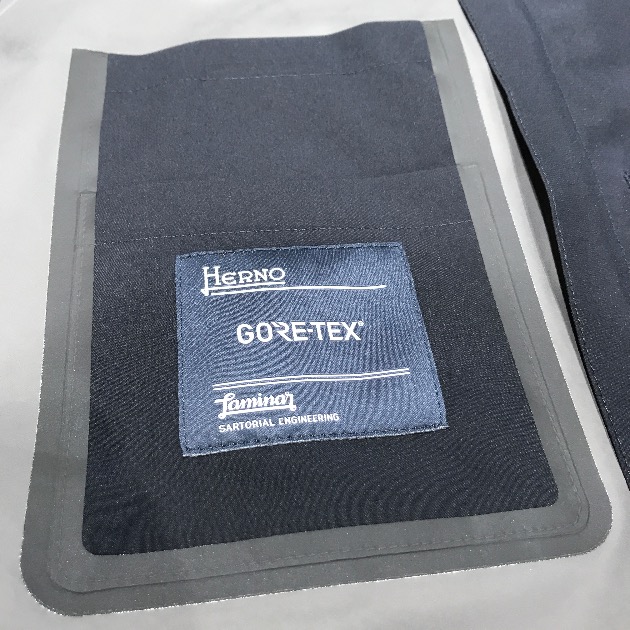 HERNO
GORE-TEX®
Laminar
SARTORIAL ENGINEERING